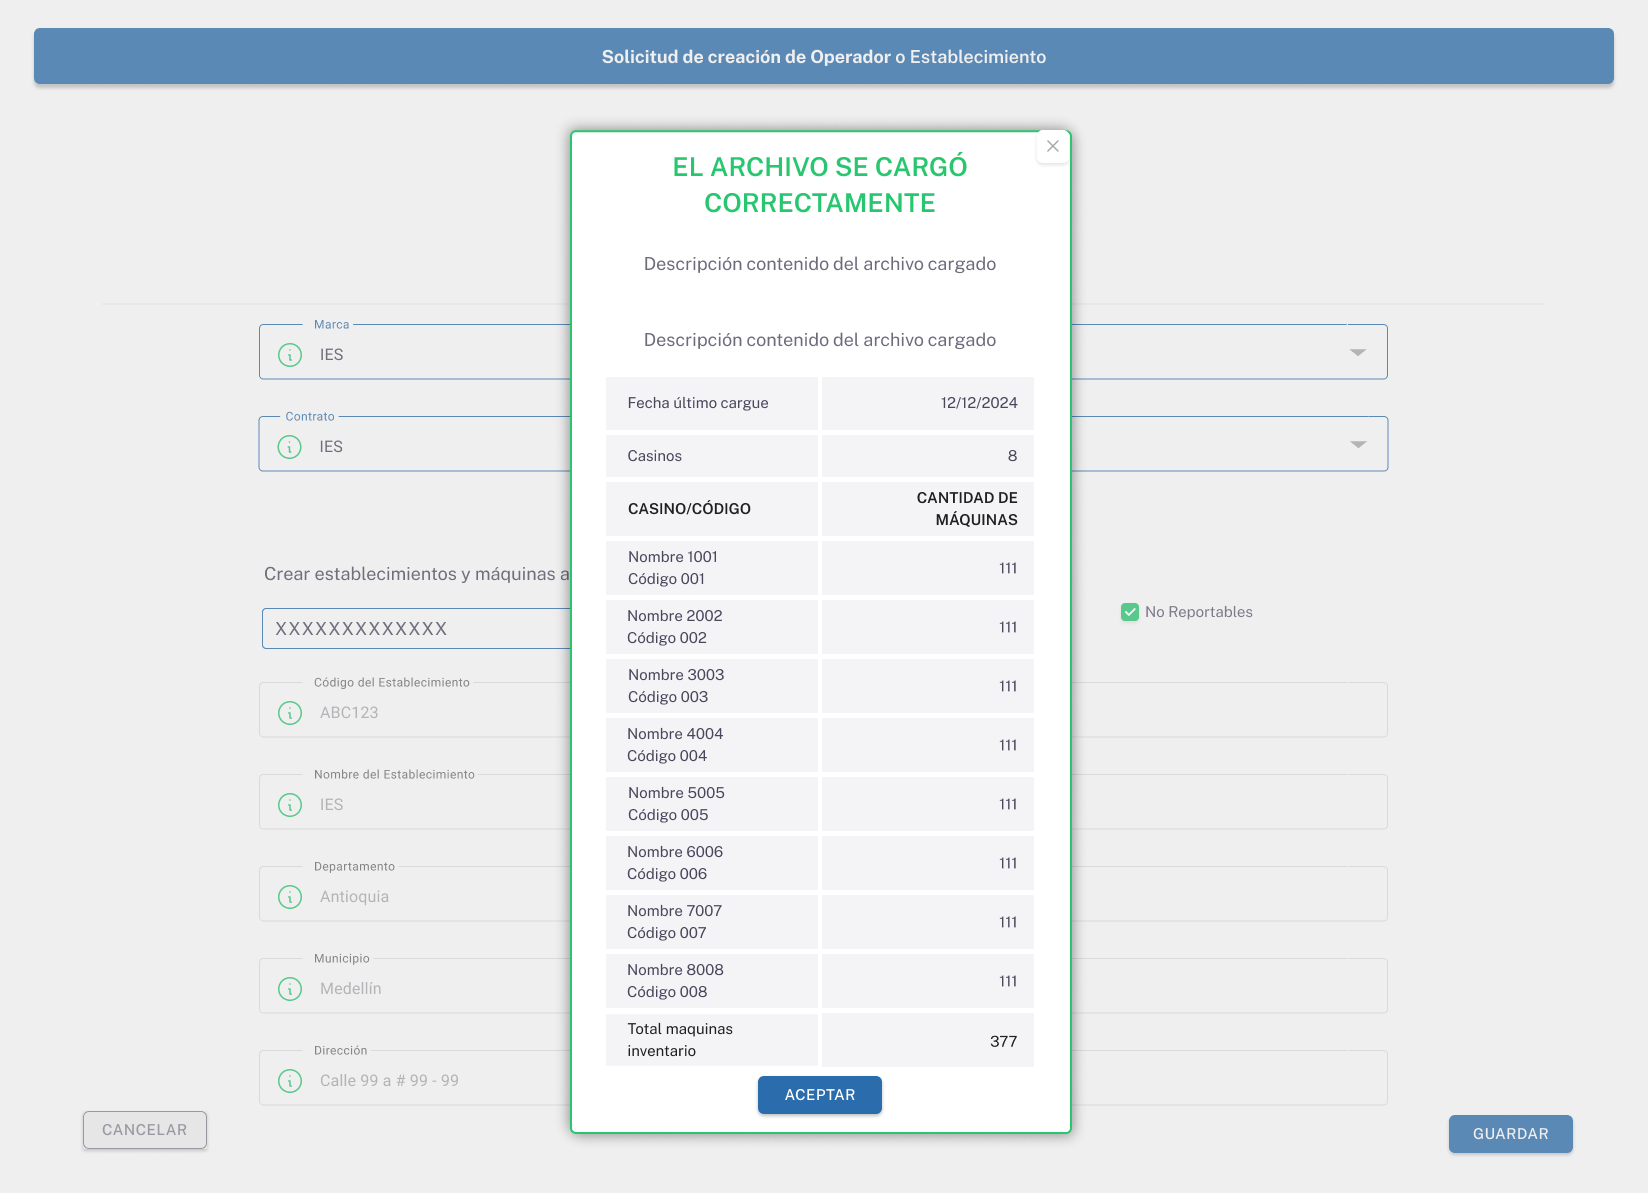 Solicitud de creación de Operador o Establecimiento
EL ARCHIVO SE CARGÓ
CORRECTAMENTE
Descripción contenido del archivo cargado
Descripción contenido del archivo cargado
Fecha último cargue 12/12/2024
Casinos 8
CASINO/CÓDIGO CANTIDAD DE MÁQUINAS
Nombre 1001
Código 001 111
Nombre 2002
Código 002 111
Nombre 3003
Código 003 111
Nombre 4004
Código 004 111
Nombre 5005
Código 005 111
Nombre 6006
Código 006 111
Nombre 7007
Código 007 111
Nombre 8008
Código 008 111
Total maquinas
inventario 377
ACEPTAR
Marca
IES
Contrato
IES
Crear establecimientos y máquinas a
XXXXXXXXXXXXX
No Reportables
Código del Establecimiento
ABC123
Nombre del Establecimiento
IES
Departamento
Antioquia
Municipio
Medellín
Dirección
Calle 99 a # 99 - 99
CANCELAR
GUARDAR